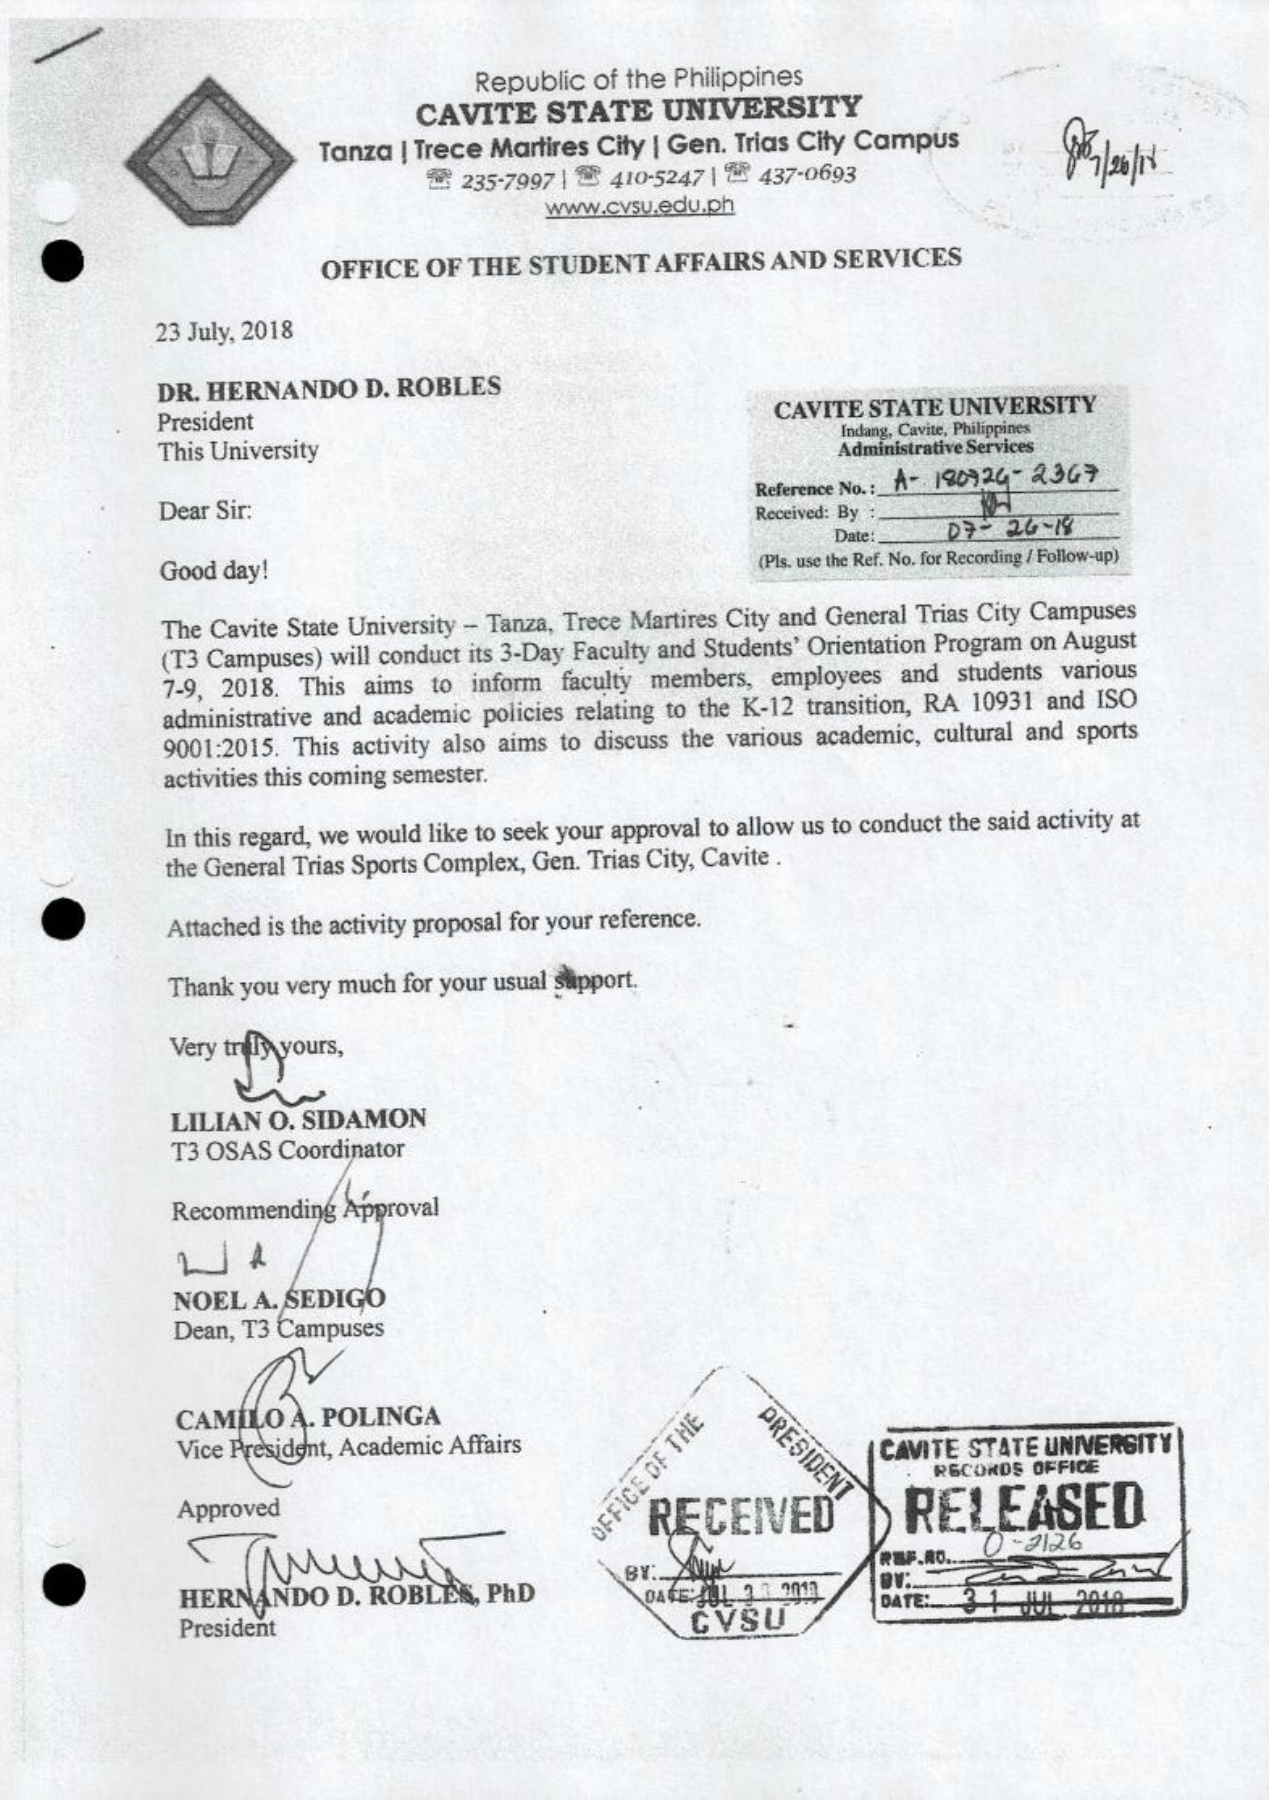 Republic of the Philippines
CAVITE STATE UNIVERSITY
Tanza | Trece Martires City | Gen. Trias City Campus
☏ 235-7997 | ☏ 410-5247 | ☏ 437-0693
www.cvsu.edu.ph
7/26/18
OFFICE OF THE STUDENT AFFAIRS AND SERVICES
23 July, 2018
DR. HERNANDO D. ROBLES
President
This University
CAVITE STATE UNIVERSITY
Indang, Cavite, Philippines
Administrative Services
Reference No.: A- 180726-2367
Received: By :
Date: 07-26-18
(Pls. use the Ref. No. for Recording / Follow-up)
Dear Sir:
Good day!
The Cavite State University – Tanza, Trece Martires City and General Trias City Campuses
(T3 Campuses) will conduct its 3-Day Faculty and Students' Orientation Program on August
7-9, 2018. This aims to inform faculty members, employees and students various
administrative and academic policies relating to the K-12 transition, RA 10931 and ISO
9001:2015. This activity also aims to discuss the various academic, cultural and sports
activities this coming semester.
In this regard, we would like to seek your approval to allow us to conduct the said activity at
the General Trias Sports Complex, Gen. Trias City, Cavite .
Attached is the activity proposal for your reference.
Thank you very much for your usual support.
Very truly yours,
LILIAN O. SIDAMON
T3 OSAS Coordinator
Recommending Approval
NOEL A. SEDIGO
Dean, T3 Campuses
CAMILO A. POLINGA
Vice President, Academic Affairs
Approved
HERNANDO D. ROBLES, PhD
President
OFFICE OF THE PRESIDENT
RECEIVED
BY:
DATE: JUL 2018
CVSU
CAVITE STATE UNIVERSITY
RECORDS OFFICE
RELEASED
REF.NO. O-2126
BY:
DATE: 31 JUL 2018